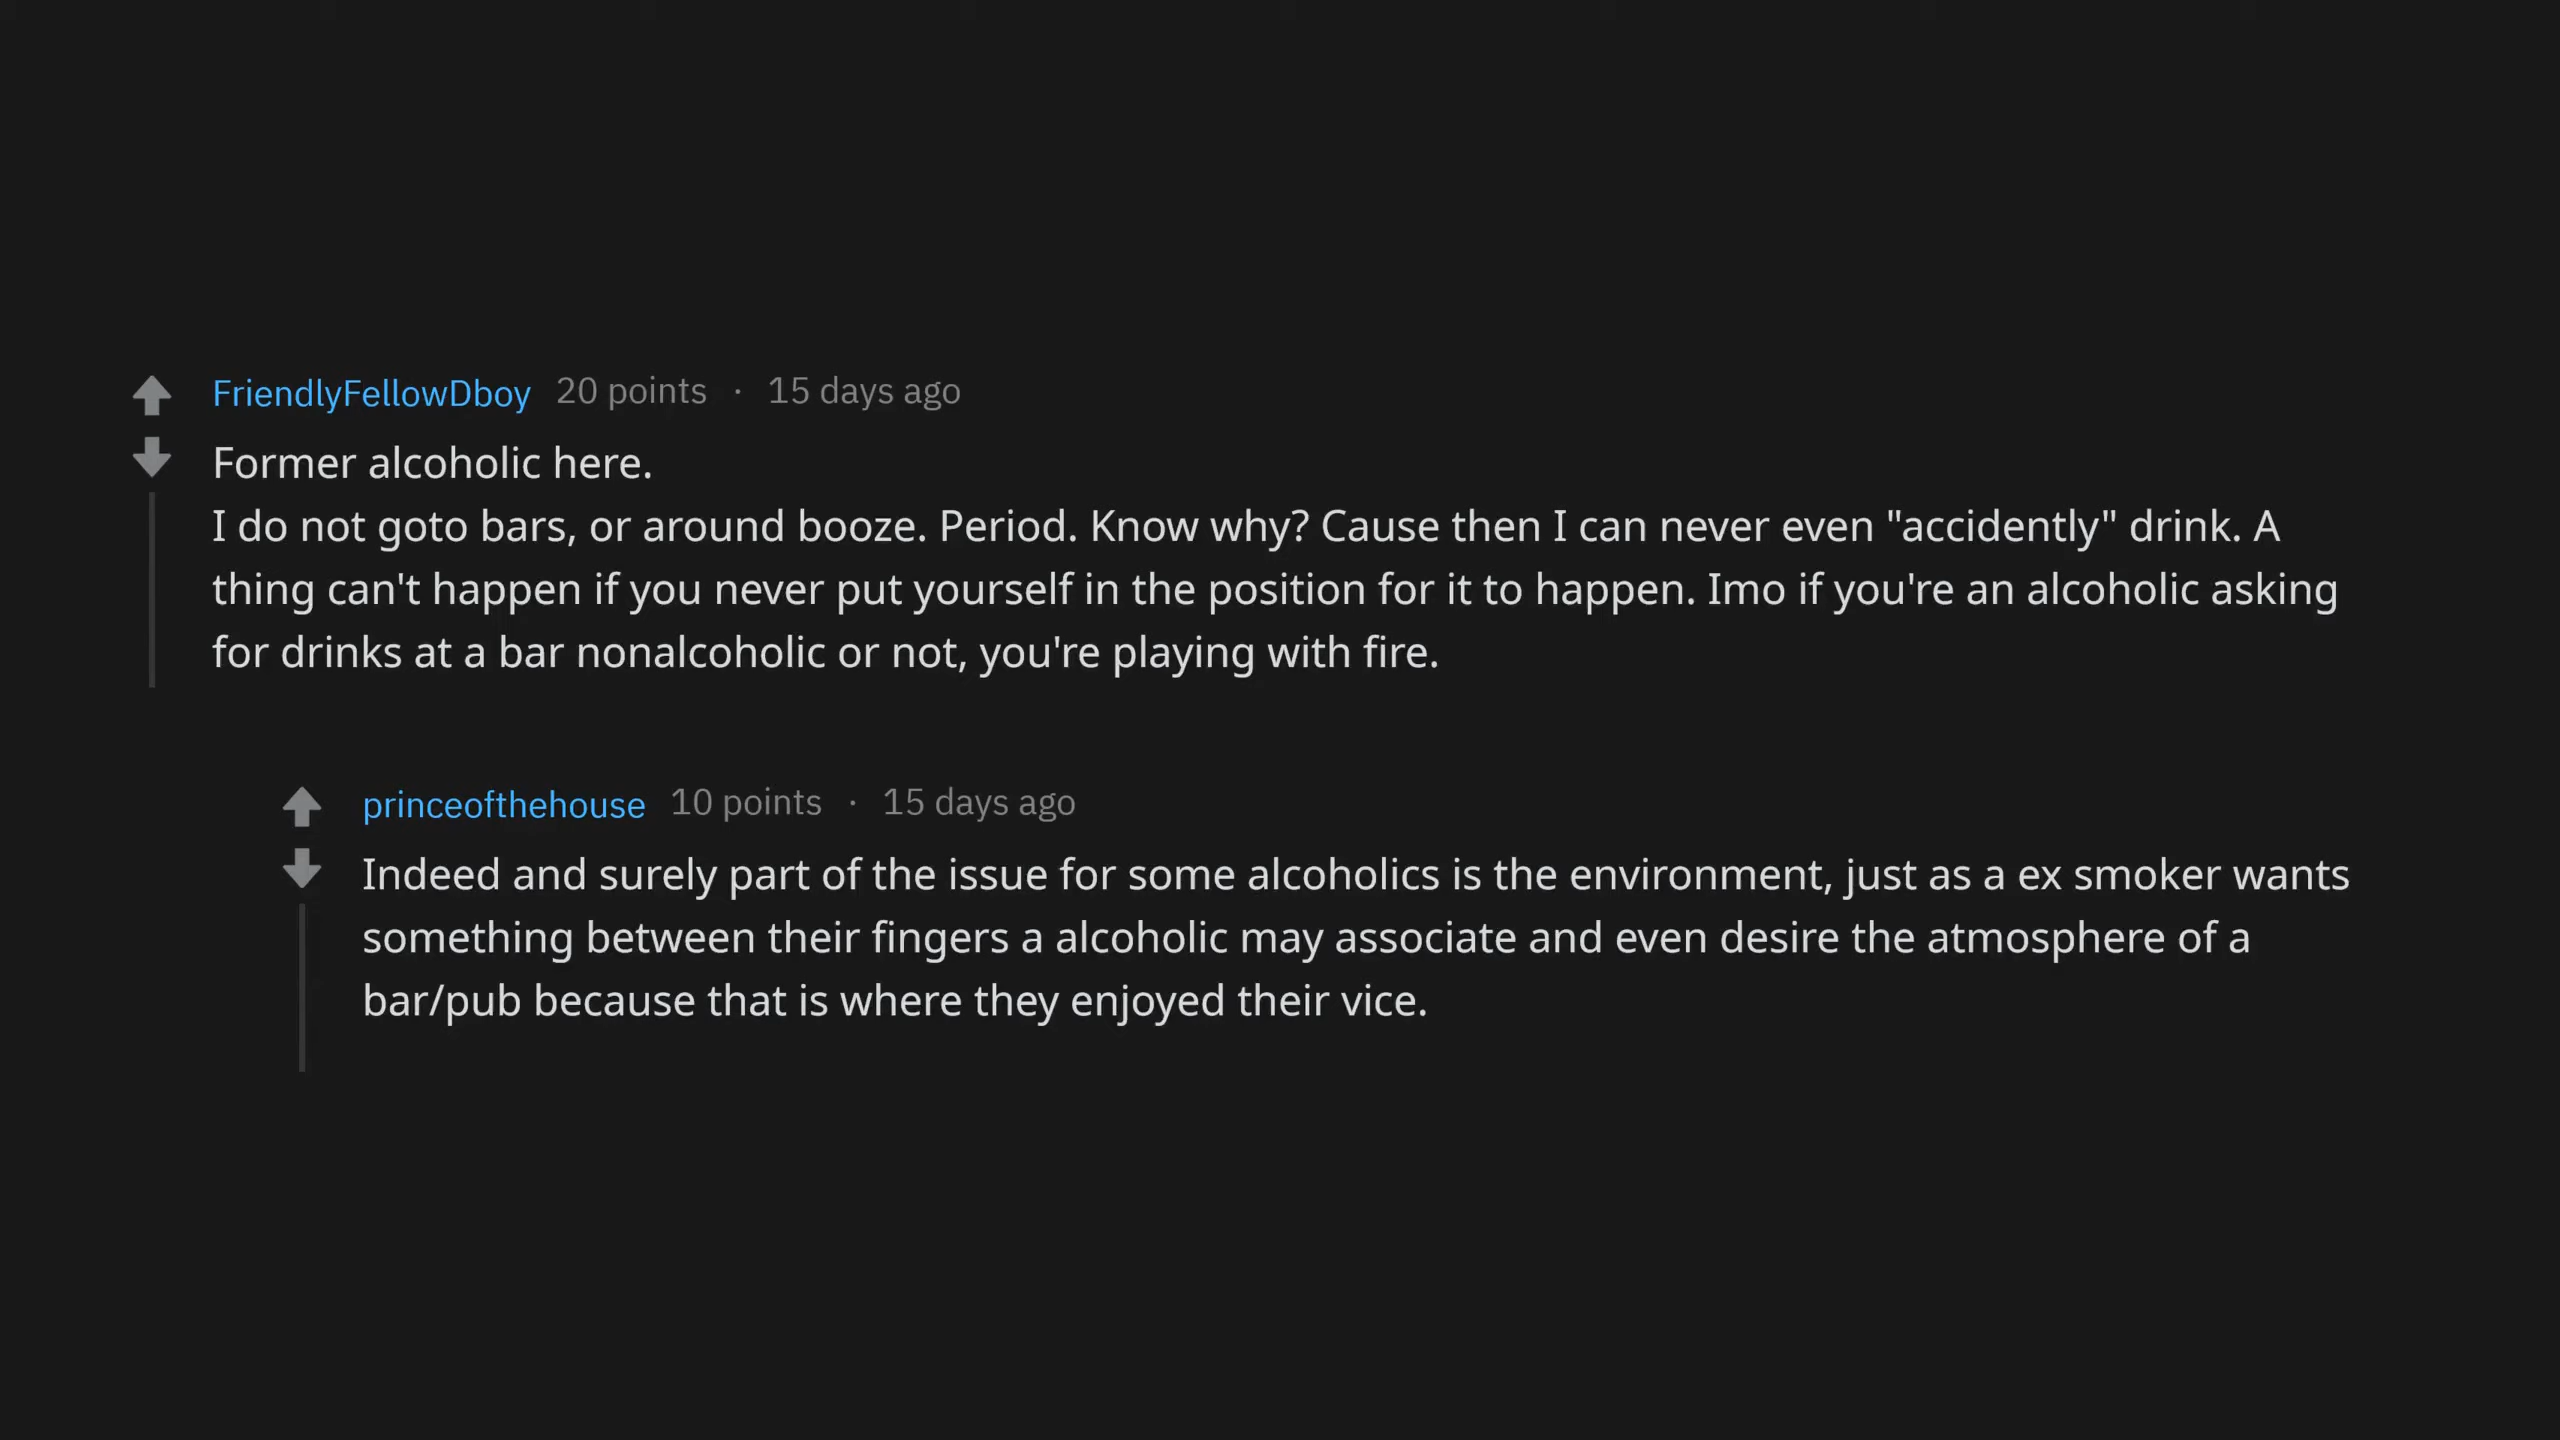 FriendlyFellowDboy 20 points · 15 days ago
Former alcoholic here.
I do not goto bars, or around booze. Period. Know why? Cause then I can never even "accidently" drink. A
thing can't happen if you never put yourself in the position for it to happen. Imo if you're an alcoholic asking
for drinks at a bar nonalcoholic or not, you're playing with fire.
princeofthehouse 10 points · 15 days ago
Indeed and surely part of the issue for some alcoholics is the environment, just as a ex smoker wants
something between their fingers a alcoholic may associate and even desire the atmosphere of a
bar/pub because that is where they enjoyed their vice.